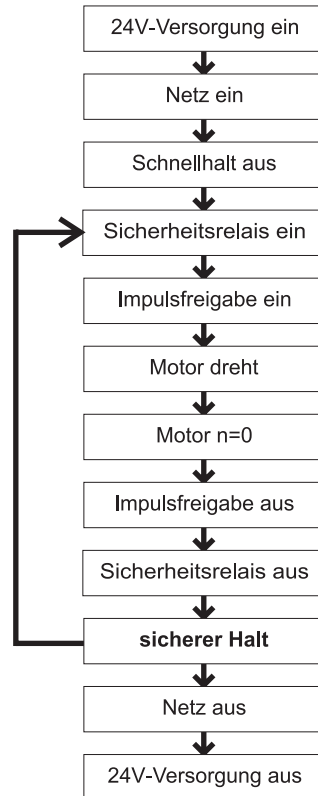 24V-Versorgung ein
Netz ein
Schnellhalt aus
Sicherheitsrelais ein
Impulsfreigabe ein
Motor dreht
Motor n=0
Impulsfreigabe aus
Sicherheitsrelais aus
sicherer Halt
Netz aus
24V-Versorgung aus